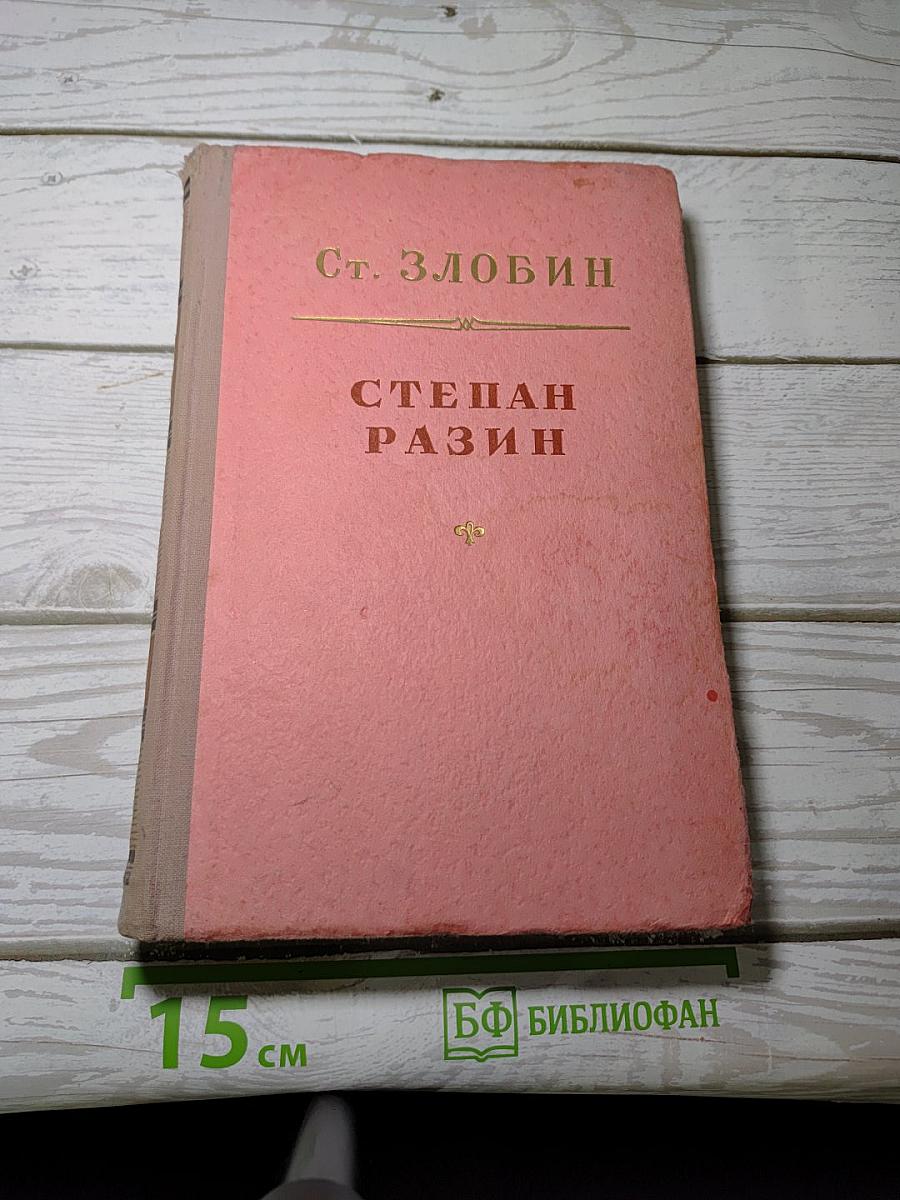 Ст. ЗЛОБИН
СТЕПАН
РАЗИН
15 см
БФ БИБЛИОФАН